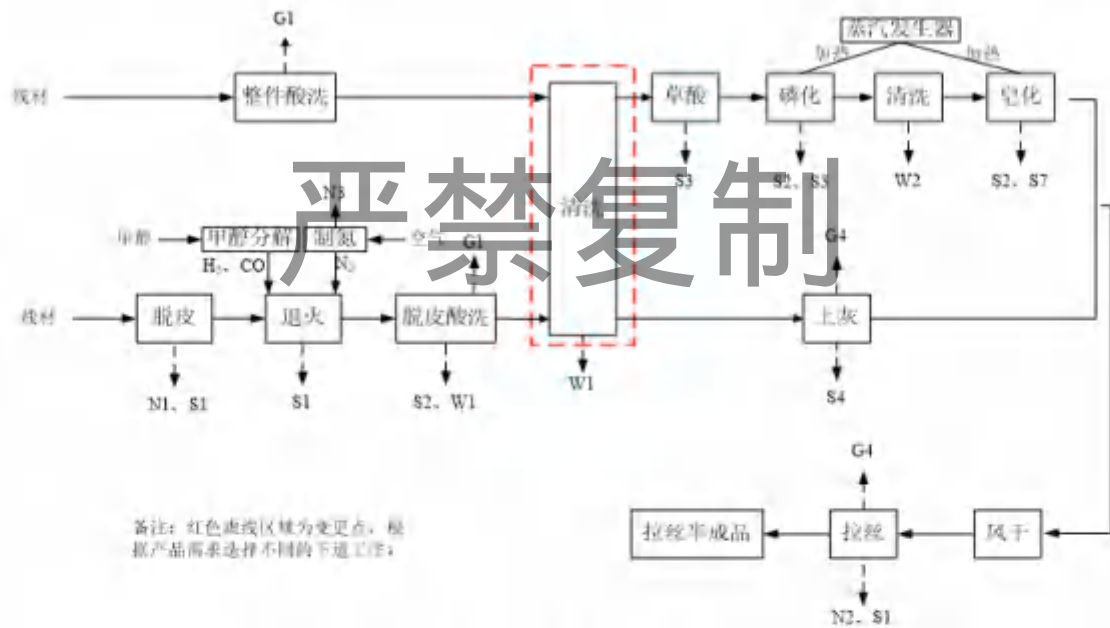 G1
蒸汽发生器
加热
加热
线材
整件酸洗
清洗
草酸
磷化
清洗
皂化
S3
S2、S3
W2
S2、S7
严禁复制
N3
甲醇
甲醇分解
制氮
空气
G1
G4
H₂、CO
N₂
线材
脱皮
退火
脱皮酸洗
上灰
W1
N1、S1
S1
S2、W1
S4
G4
备注：红色虚线区域为变更点，根
据产品需求选择不同的下道工序；
拉丝半成品
拉丝
风干
N2、S1